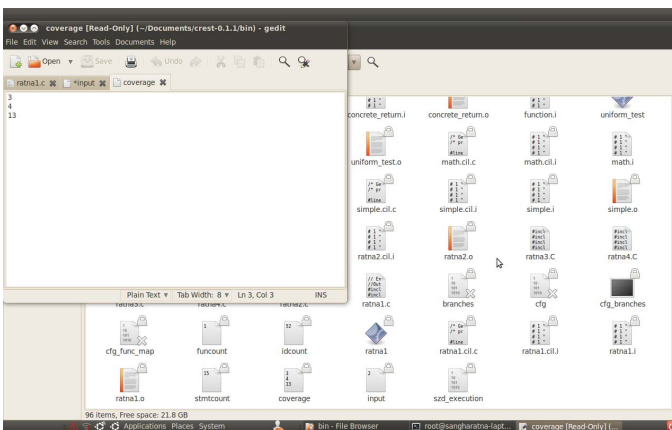 coverage [Read-Only] (~/Documents/crest-0.1.1/bin) - gedit
File Edit View Search Tools Documents Help
Open Save Undo
ratna1.c *input coverage
3
4
13
Plain Text Tab Width: 8 Ln 3, Col 3 INS
concrete_return.i concrete_return.o function.i uniform_test
uniform_test.o math.cil.c math.cil.i math.i
simple.cil.c simple.cil.i simple.i simple.o
ratna2.cil.i ratna2.o ratna3.C ratna4.C
ratna3.c ratna4.c ratna2.c ratna1.c branches cfg cfg_branches
cfg_func_map funcount idcount ratna1 ratna1.cil.c ratna1.cil.i ratna1.i
ratna1.o stmtcount coverage input szd_execution
96 items, Free space: 21.8 GB
Applications Places System bin - File Browser root@sangharatna-lapt... coverage [Read-Only] (...